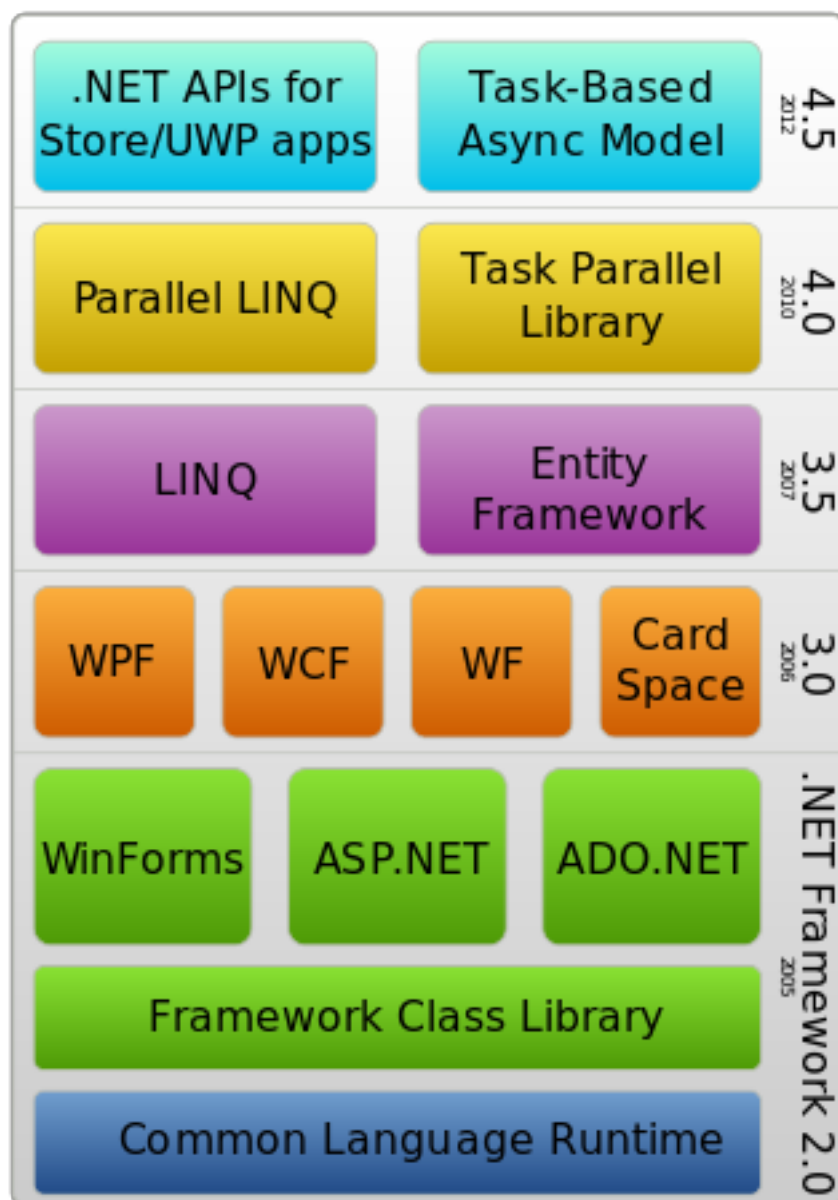 .NET APIs for
Store/UWP apps
Task-Based
Async Model
4.5
2012
Parallel LINQ
Task Parallel
Library
4.0
2010
LINQ
Entity
Framework
3.5
2007
WPF
WCF
WF
Card
Space
3.0
2006
WinForms
ASP.NET
ADO.NET
Framework Class Library
Common Language Runtime
.NET Framework 2.0
2005